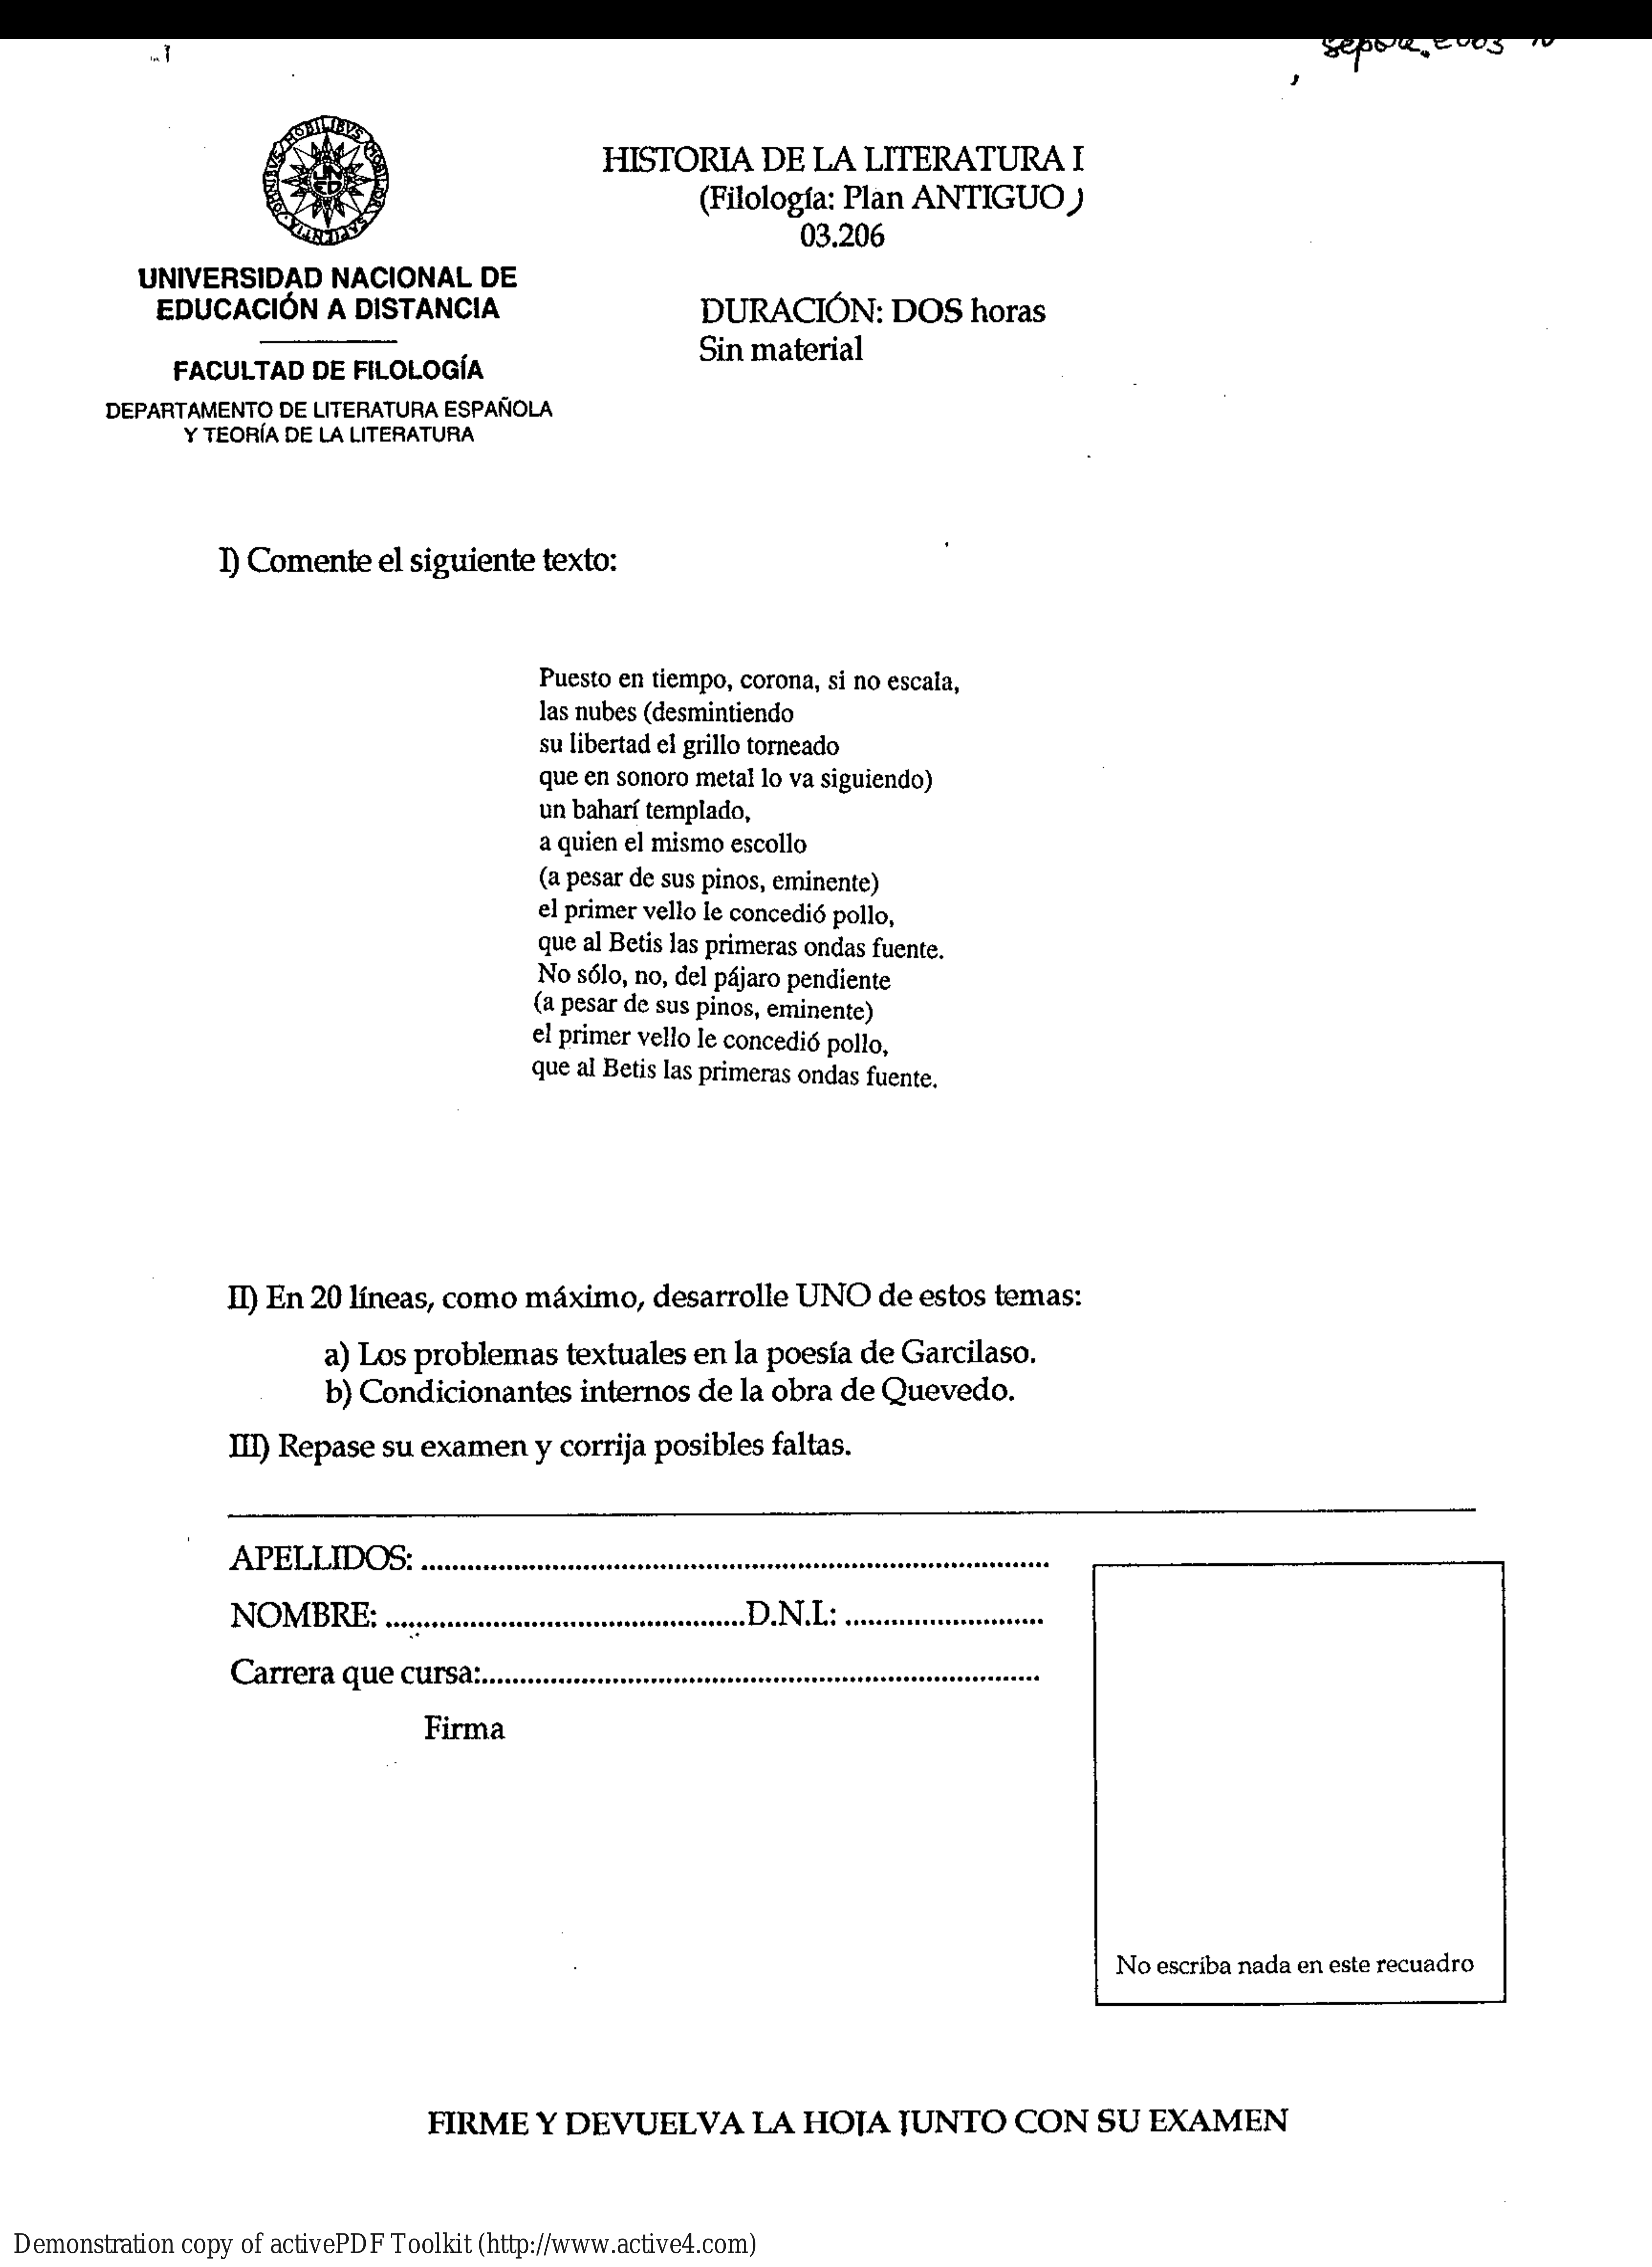 HISTORIA DE LA LITERATURA I
(Filología: Plan ANTIGUO)
03.206
UNIVERSIDAD NACIONAL DE
EDUCACIÓN A DISTANCIA
FACULTAD DE FILOLOGÍA
DEPARTAMENTO DE LITERATURA ESPAÑOLA
Y TEORÍA DE LA LITERATURA
DURACIÓN: DOS horas
Sin material
I) Comente el siguiente texto:
Puesto en tiempo, corona, si no escala,
las nubes (desmintiendo
su libertad el grillo torneado
que en sonoro metal lo va siguiendo)
un baharí templado,
a quien el mismo escollo
(a pesar de sus pinos, eminente)
el primer vello le concedió pollo,
que al Betis las primeras ondas fuente.
No sólo, no, del pájaro pendiente
(a pesar de sus pinos, eminente)
el primer vello le concedió pollo,
que al Betis las primeras ondas fuente.
II) En 20 líneas, como máximo, desarrolle UNO de estos temas:
a) Los problemas textuales en la poesía de Garcilaso.
b) Condicionantes internos de la obra de Quevedo.
III) Repase su examen y corrija posibles faltas.
APELLIDOS: ....................................................................
NOMBRE: ...............................................D.N.I.: ..........................
Carrera que cursa:........................................................................
Firma
No escriba nada en este recuadro
FIRME Y DEVUELVA LA HOJA JUNTO CON SU EXAMEN
Demonstration copy of activePDF Toolkit (http://www.active4.com)